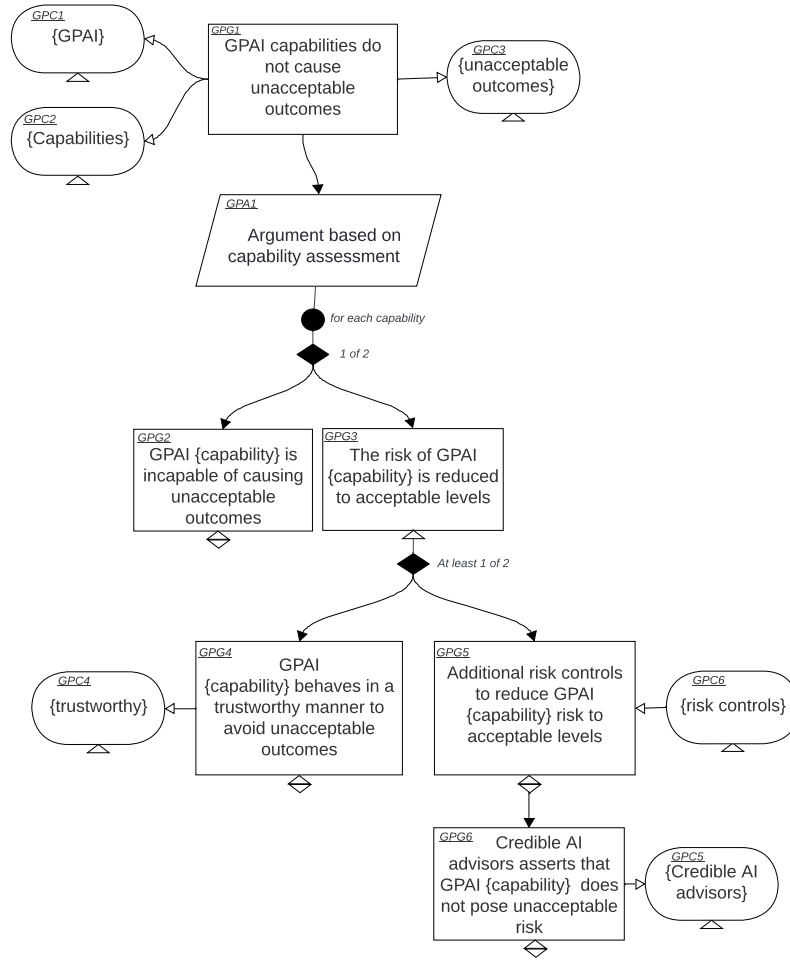 GPC1
{GPAI}
GPG1
GPAI capabilities do
not cause
unacceptable
outcomes
GPC3
{unacceptable
outcomes}
GPC2
{Capabilities}
GPA1
Argument based on
capability assessment
for each capability
1 of 2
GPG2
GPAI {capability} is
incapable of causing
unacceptable
outcomes
GPG3
The risk of GPAI
{capability} is reduced
to acceptable levels
At least 1 of 2
GPC4
{trustworthy}
GPG4
GPAI
{capability} behaves in a
trustworthy manner to
avoid unacceptable
outcomes
GPG5
Additional risk controls
to reduce GPAI
{capability} risk to
acceptable levels
GPC6
{risk controls}
GPG6
Credible AI
advisors asserts that
GPAI {capability} does
not pose unacceptable
risk
GPC5
{Credible AI
advisors}